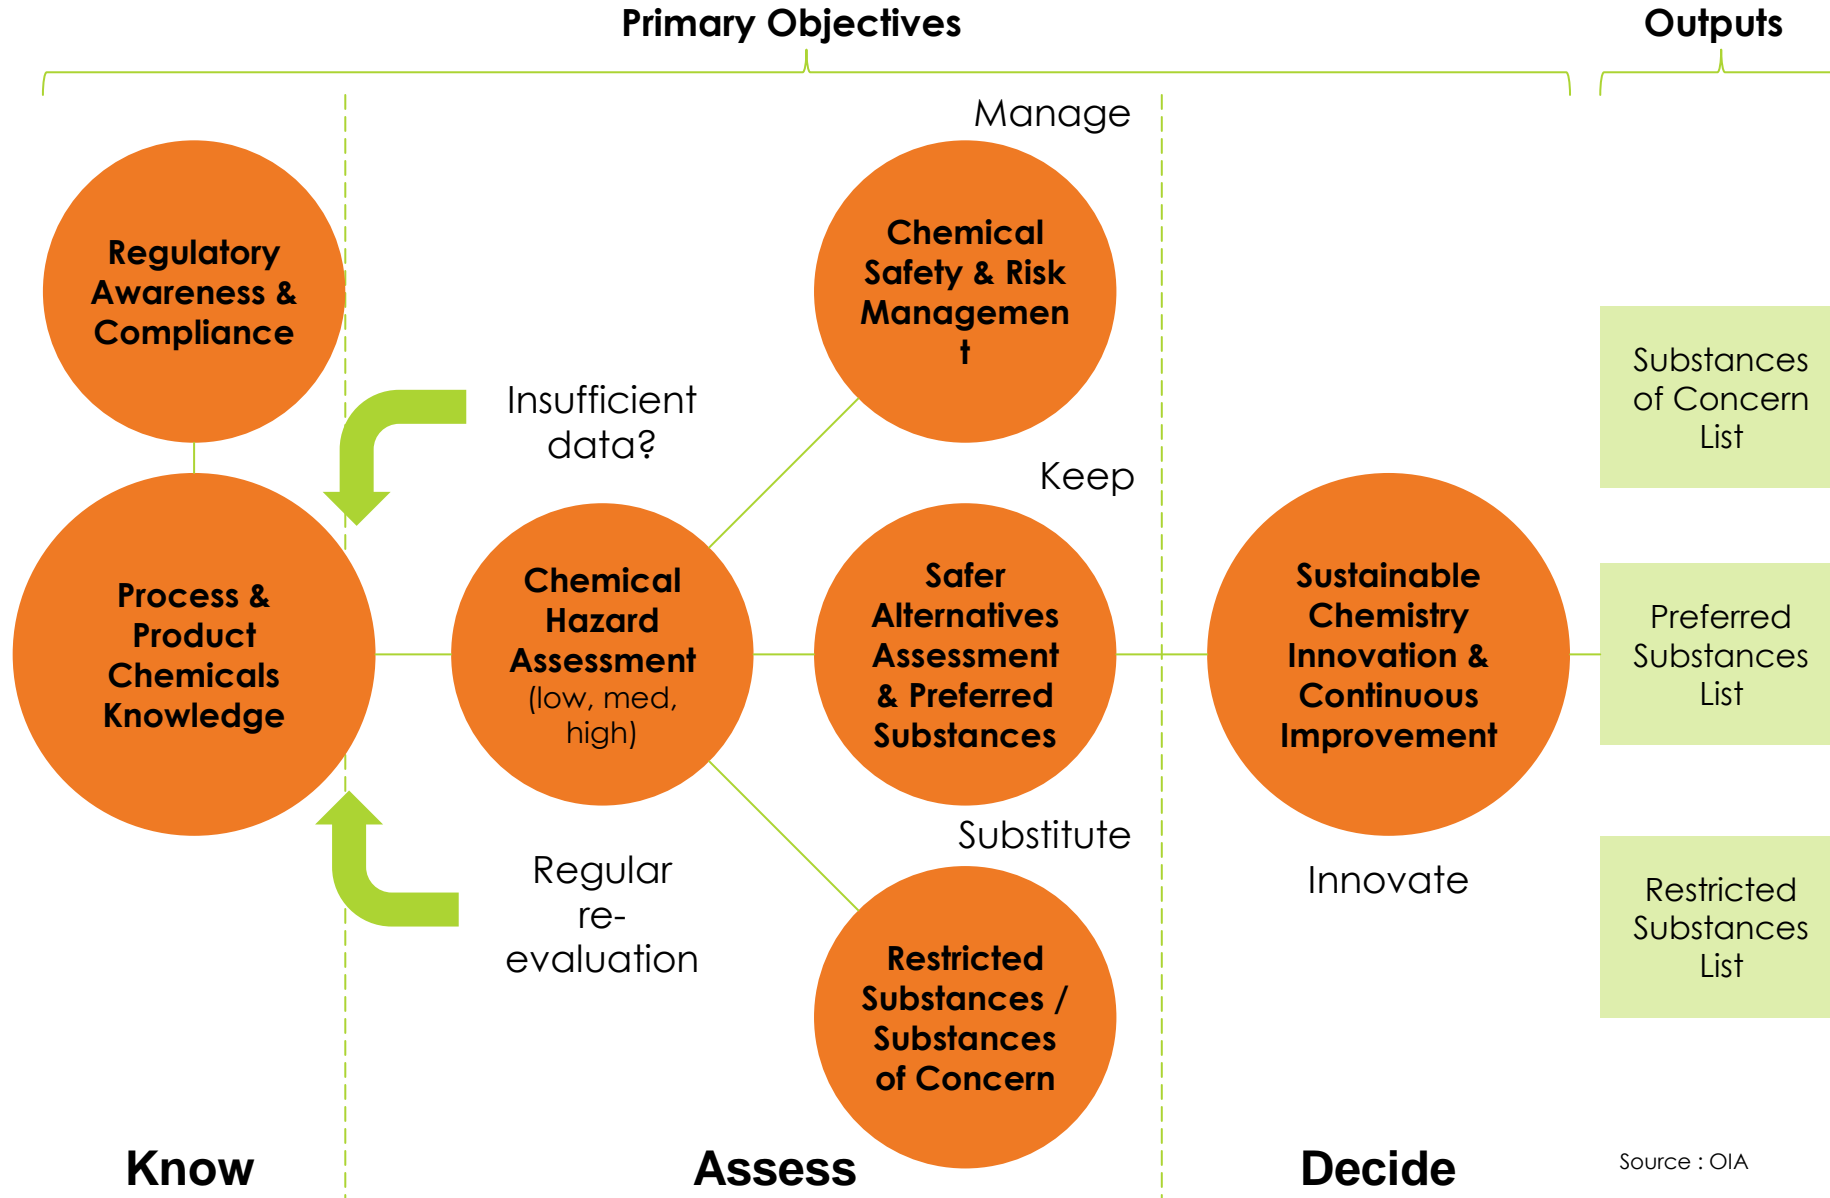 Primary Objectives
Outputs
Manage
Regulatory
Awareness &
Compliance
Chemical
Safety & Risk
Managemen
t
Insufficient
data?
Keep
Substances
of Concern
List
Process &
Product
Chemicals
Knowledge
Chemical
Hazard
Assessment
(low, med,
high)
Safer
Alternatives
Assessment
& Preferred
Substances
Sustainable
Chemistry
Innovation &
Continuous
Improvement
Preferred
Substances
List
Substitute
Regular
re-
evaluation
Innovate
Restricted
Substances /
Substances
of Concern
Restricted
Substances
List
Know
Assess
Decide
Source : OIA